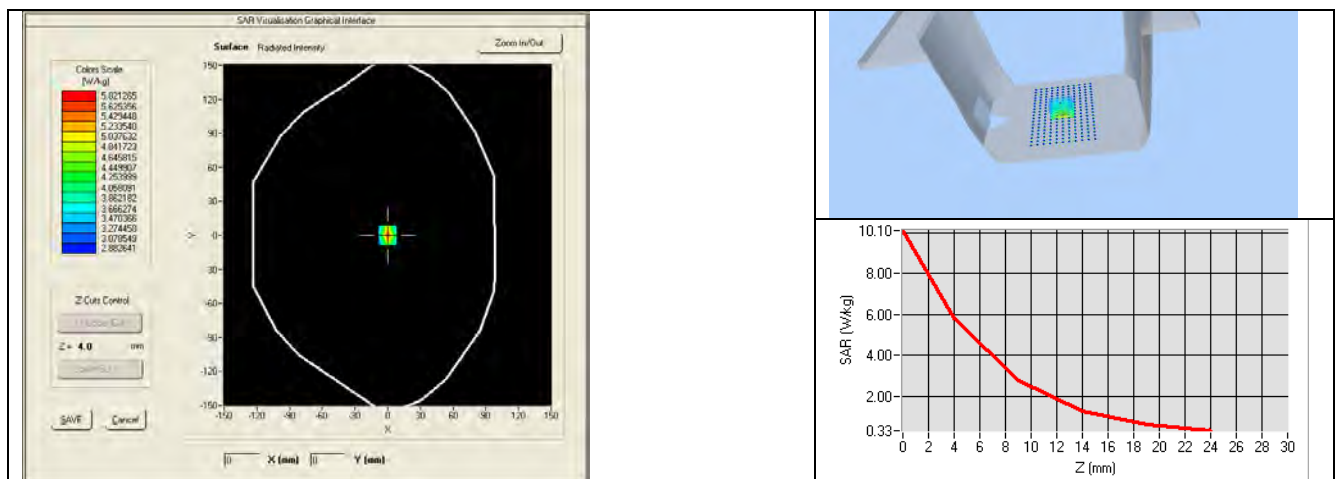 SAR Visualisation Graphical Interface
Surface Radiated Intensity
Zoom In/Out
Colors Scale
(W/kg)
5.821265
5.625356
5.429448
5.233540
5.037632
4.841723
4.645815
4.449907
4.253999
4.058091
3.862182
3.666274
3.470366
3.274458
3.078549
2.882641
Z Cuts Control
Z = 4.0 mm
SAVE Cancel
150
120
90
60
30
0
-30
-60
-90
-120
-150
Y
-150 -120 -90 -60 -30 0 30 60 90 120 150
X
0 X (mm) 0 Y (mm)
10.10
8.00
6.00
4.00
2.00
0.33
SAR (W/kg)
0 2 4 6 8 10 12 14 16 18 20 22 24 26 28 30
Z (mm)